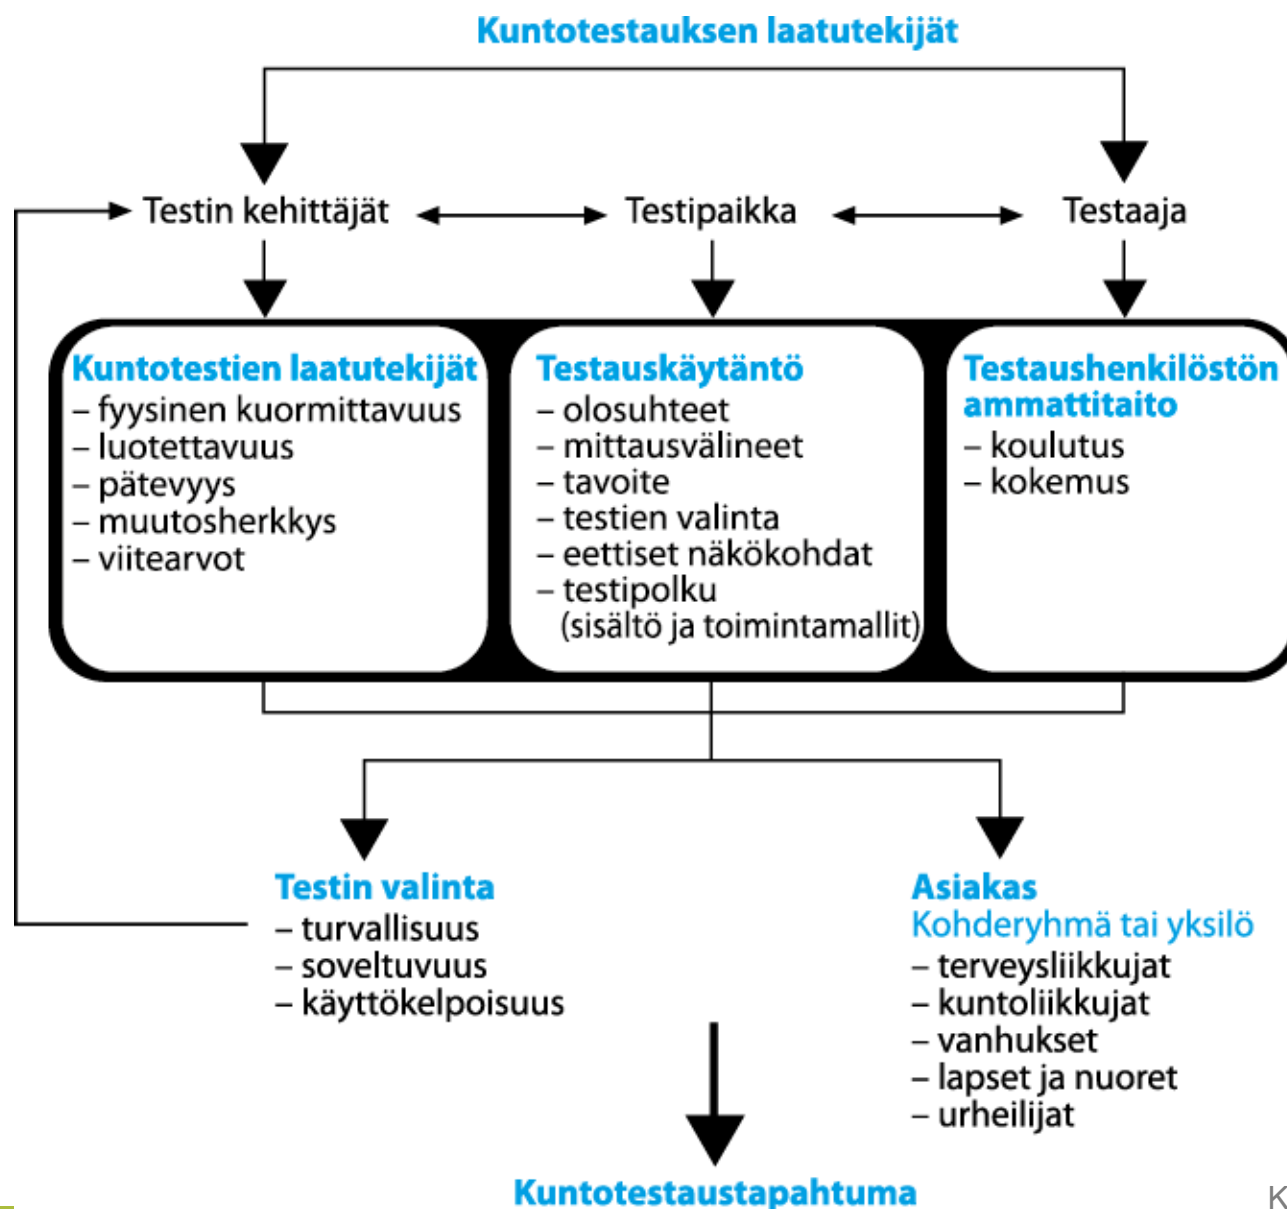 Kuntotestauksen laatutekijät
Testin kehittäjät
Testipaikka
Testaaja
Kuntotestien laatutekijät
– fyysinen kuormittavuus
– luotettavuus
– pätevyys
– muutosherkkys
– viitearvot
Testauskäytäntö
– olosuhteet
– mittausvälineet
– tavoite
– testien valinta
– eettiset näkökohdat
– testipolku
(sisältö ja toimintamallit)
Testaushenkilöstön
ammattitaito
– koulutus
– kokemus
Testin valinta
– turvallisuus
– soveltuvuus
– käyttökelpoisuus
Asiakas
Kohderyhmä tai yksilö
– terveysliikkujat
– kuntoliikkujat
– vanhukset
– lapset ja nuoret
– urheilijat
Kuntotestaustapahtuma
K